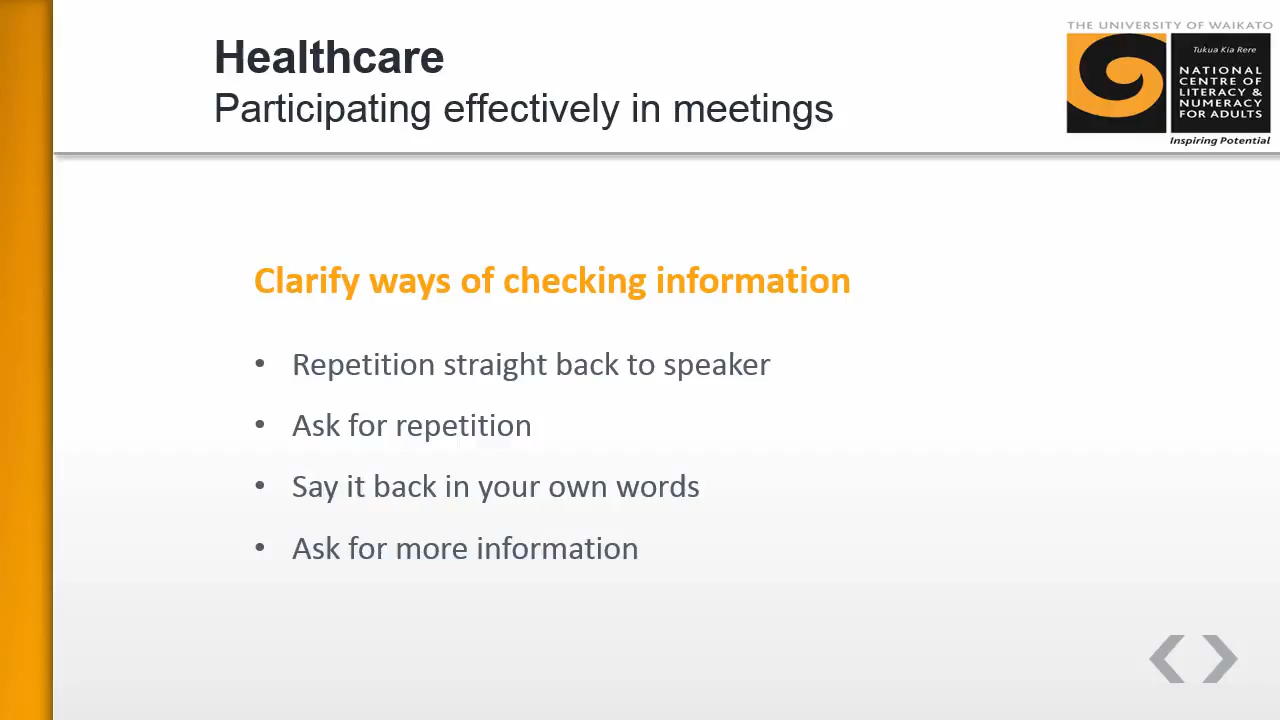 Healthcare
Participating effectively in meetings
THE UNIVERSITY OF WAIKATO
Tukua Kia Rere
NATIONAL
CENTRE OF
LITERACY &
NUMERACY
FOR ADULTS
Inspiring Potential
Clarify ways of checking information
• Repetition straight back to speaker
• Ask for repetition
• Say it back in your own words
• Ask for more information